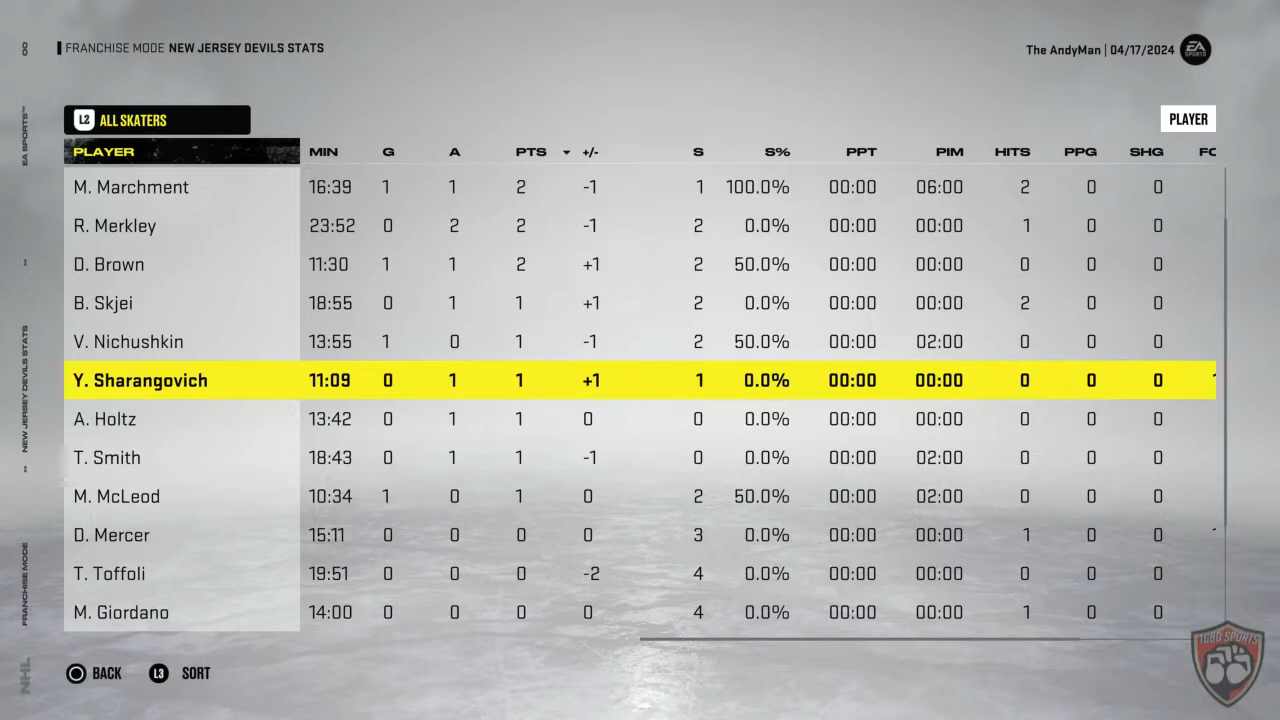 FRANCHISE MODE NEW JERSEY DEVILS STATS
The AndyMan | 04/17/2024
EA SPORTS
L2 ALL SKATERS
PLAYER
PLAYER MIN G A PTS +/- S S% PPT PIM HITS PPG SHG
M. Marchment 16:39 1 1 2 -1 1 100.0% 00:00 06:00 2 0 0
R. Merkley 23:52 0 2 2 -1 2 0.0% 00:00 00:00 1 0 0
D. Brown 11:30 1 1 2 +1 2 50.0% 00:00 00:00 0 0 0
B. Skjei 18:55 0 1 1 +1 2 0.0% 00:00 00:00 2 0 0
V. Nichushkin 13:55 1 0 1 -1 2 50.0% 00:00 02:00 0 0 0
Y. Sharangovich 11:09 0 1 1 +1 1 0.0% 00:00 00:00 0 0 0
A. Holtz 13:42 0 1 1 0 0 0.0% 00:00 00:00 0 0 0
T. Smith 18:43 0 1 1 -1 0 0.0% 00:00 02:00 0 0 0
M. McLeod 10:34 1 0 1 0 2 50.0% 00:00 02:00 0 0 0
D. Mercer 15:11 0 0 0 0 3 0.0% 00:00 00:00 1 0 0
T. Toffoli 19:51 0 0 0 -2 4 0.0% 00:00 00:00 0 0 0
M. Giordano 14:00 0 0 0 0 4 0.0% 00:00 00:00 1 0 0
BACK L3 SORT
NHL FRANCHISE MODE » NEW JERSEY DEVILS STATS » EA SPORTS™
SPORTS